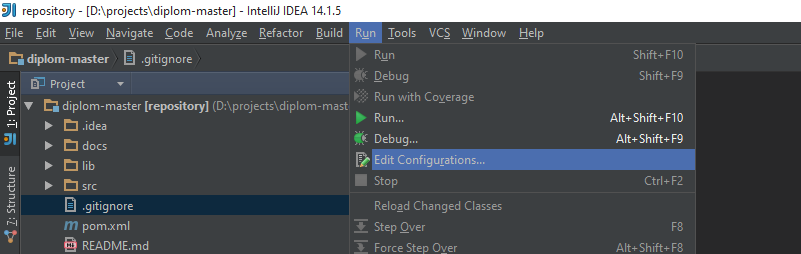 repository - [D:\projects\diplom-master] - IntelliJ IDEA 14.1.5
File Edit View Navigate Code Analyze Refactor Build Run Tools VCS Window Help
diplom-master .gitignore
1: Project
7: Structure
Project
diplom-master [repository] (D:\projects\diplom-mast
.idea
docs
lib
src
.gitignore
pom.xml
README.md
Run Shift+F10
Debug Shift+F9
Run with Coverage
Run... Alt+Shift+F10
Debug... Alt+Shift+F9
Edit Configurations...
Stop Ctrl+F2
Reload Changed Classes
Step Over F8
Force Step Over Alt+Shift+F8